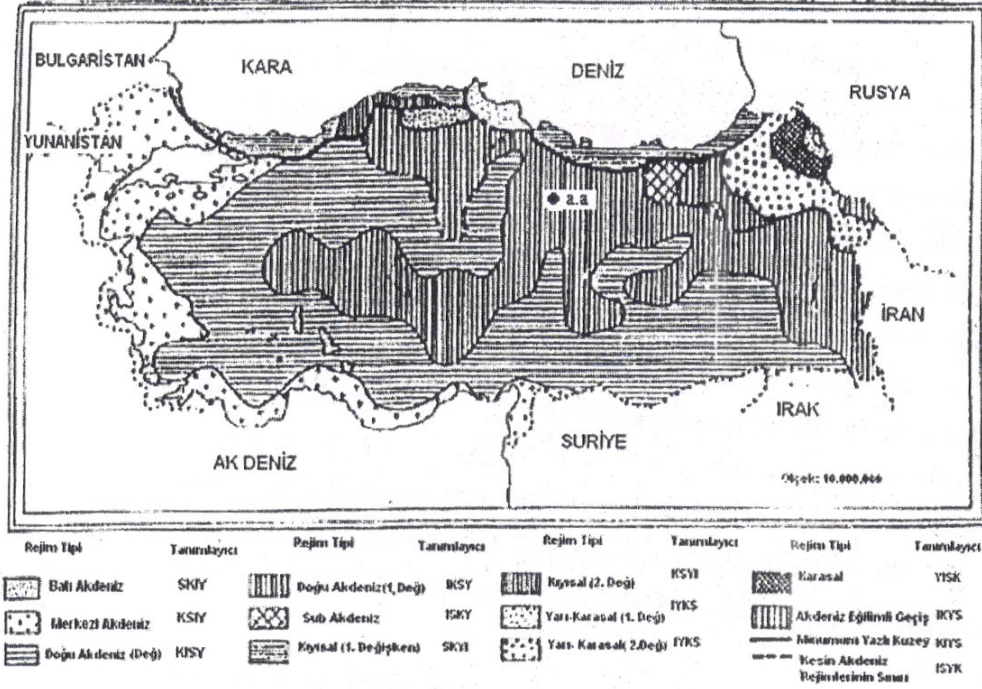 BULGARİSTAN
KARA
DENİZ
RUSYA
YUNANİSTAN
a.a
İRAN
IRAK
SURİYE
AK DENİZ
Ölçek: 10.000.000
Rejim Tipi Tanımlayıcı Rejim Tipi Tanımlayıcı Rejim Tipi Tanımlayıcı Rejim Tipi Tanımlayıcı
Batı Akdeniz SKIY Doğu Akdeniz(1. Değ) IKSY Kıyısal (2. Değ) KSYI Karasal YISK
Merkezi Akdeniz KSIY Sub Akdeniz ISKY Yarı-Karasal (1. Değ) IYKS Akdeniz Eğilimli Geçiş IKYS
Doğu Akdeniz (Değ) KISY Kıyısal (1. Değişken) SKYI Yarı- Karasal( 2.Değ) IYKS Minumumu Yazlı Kuzey KIYS
Kesin Akdeniz ISYK
Rejimlerinin Sınırı